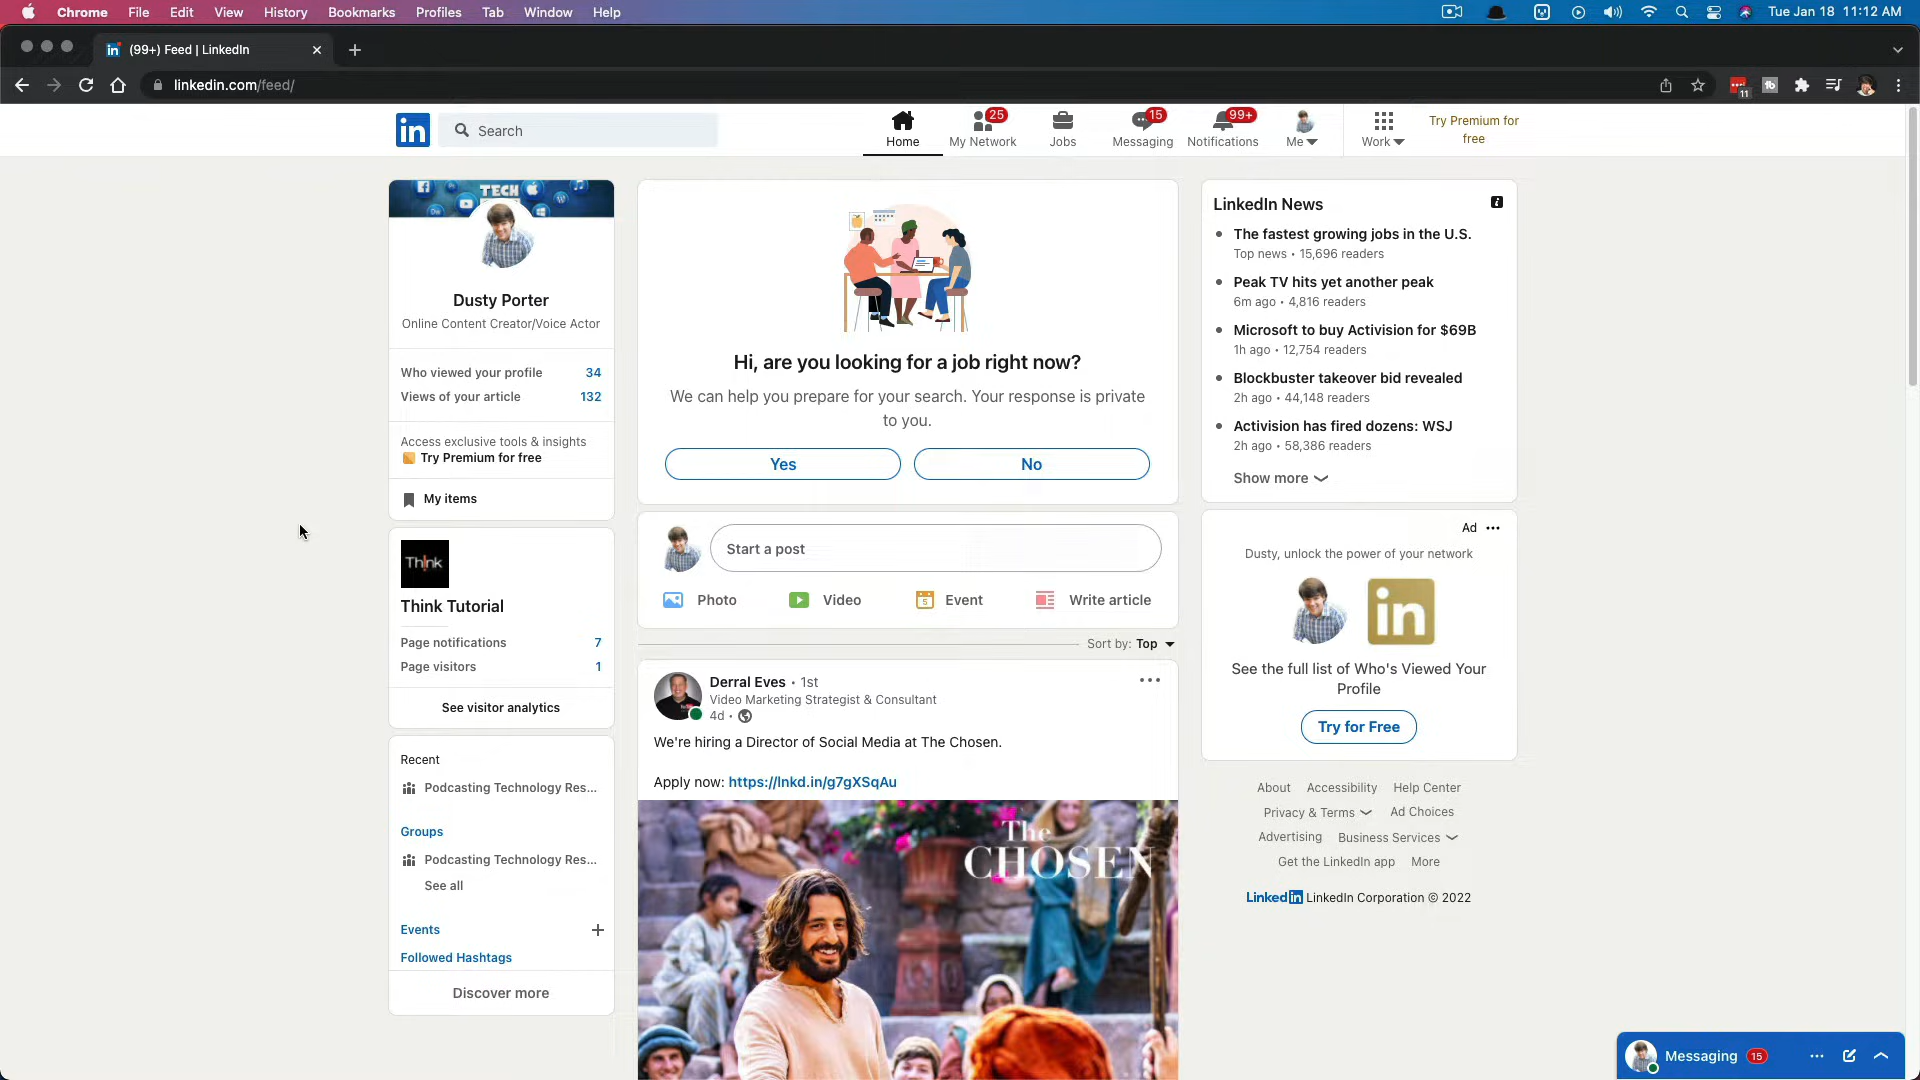 Chrome File Edit View History Bookmarks Profiles Tab Window Help Tue Jan 18 11:12 AM
(99+) Feed | LinkedIn
linkedin.com/feed/
11
in
Search
Home
25
My Network
Jobs
15
Messaging
99+
Notifications
Me
Work
Try Premium for
free
TECH
Dusty Porter
Online Content Creator/Voice Actor
Who viewed your profile 34
Views of your article 132
Access exclusive tools & insights
Try Premium for free
My items
Think
Think Tutorial
Page notifications 7
Page visitors 1
See visitor analytics
Recent
Podcasting Technology Res...
Groups
Podcasting Technology Res...
See all
Events
Followed Hashtags
Discover more
Hi, are you looking for a job right now?
We can help you prepare for your search. Your response is private
to you.
Yes No
Start a post
Photo Video Event Write article
Sort by: Top
Derral Eves • 1st
Video Marketing Strategist & Consultant
4d •
We're hiring a Director of Social Media at The Chosen.
Apply now: https://lnkd.in/g7gXSqAu
The
CHOSEN
LinkedIn News
The fastest growing jobs in the U.S.
Top news • 15,696 readers
Peak TV hits yet another peak
6m ago • 4,816 readers
Microsoft to buy Activision for $69B
1h ago • 12,754 readers
Blockbuster takeover bid revealed
2h ago • 44,148 readers
Activision has fired dozens: WSJ
2h ago • 58,386 readers
Show more
Ad
Dusty, unlock the power of your network
in
See the full list of Who's Viewed Your
Profile
Try for Free
About Accessibility Help Center
Privacy & Terms Ad Choices
Advertising Business Services
Get the LinkedIn app More
LinkedIn LinkedIn Corporation © 2022
Messaging 15